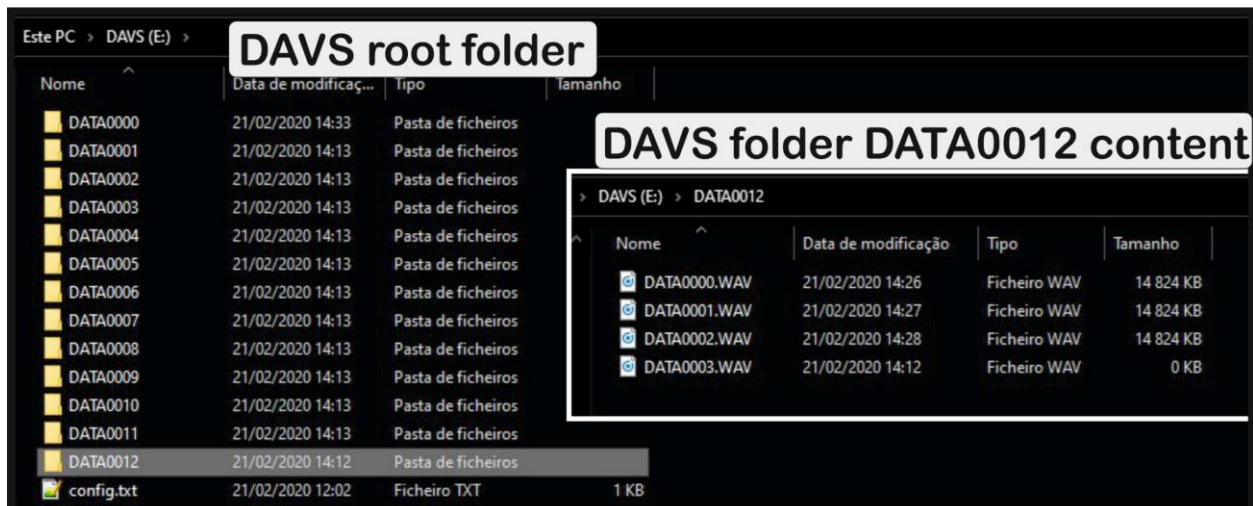 Este PC > DAVS (E:) >
DAVS root folder
Nome Data de modificaç... Tipo Tamanho
DATA0000 21/02/2020 14:33 Pasta de ficheiros
DATA0001 21/02/2020 14:13 Pasta de ficheiros
DATA0002 21/02/2020 14:13 Pasta de ficheiros
DATA0003 21/02/2020 14:13 Pasta de ficheiros
DATA0004 21/02/2020 14:13 Pasta de ficheiros
DATA0005 21/02/2020 14:13 Pasta de ficheiros
DATA0006 21/02/2020 14:13 Pasta de ficheiros
DATA0007 21/02/2020 14:13 Pasta de ficheiros
DATA0008 21/02/2020 14:13 Pasta de ficheiros
DATA0009 21/02/2020 14:13 Pasta de ficheiros
DATA0010 21/02/2020 14:13 Pasta de ficheiros
DATA0011 21/02/2020 14:13 Pasta de ficheiros
DATA0012 21/02/2020 14:12 Pasta de ficheiros
config.txt 21/02/2020 12:02 Ficheiro TXT 1 KB
DAVS folder DATA0012 content
> DAVS (E:) > DATA0012
Nome Data de modificação Tipo Tamanho
DATA0000.WAV 21/02/2020 14:26 Ficheiro WAV 14 824 KB
DATA0001.WAV 21/02/2020 14:27 Ficheiro WAV 14 824 KB
DATA0002.WAV 21/02/2020 14:28 Ficheiro WAV 14 824 KB
DATA0003.WAV 21/02/2020 14:12 Ficheiro WAV 0 KB